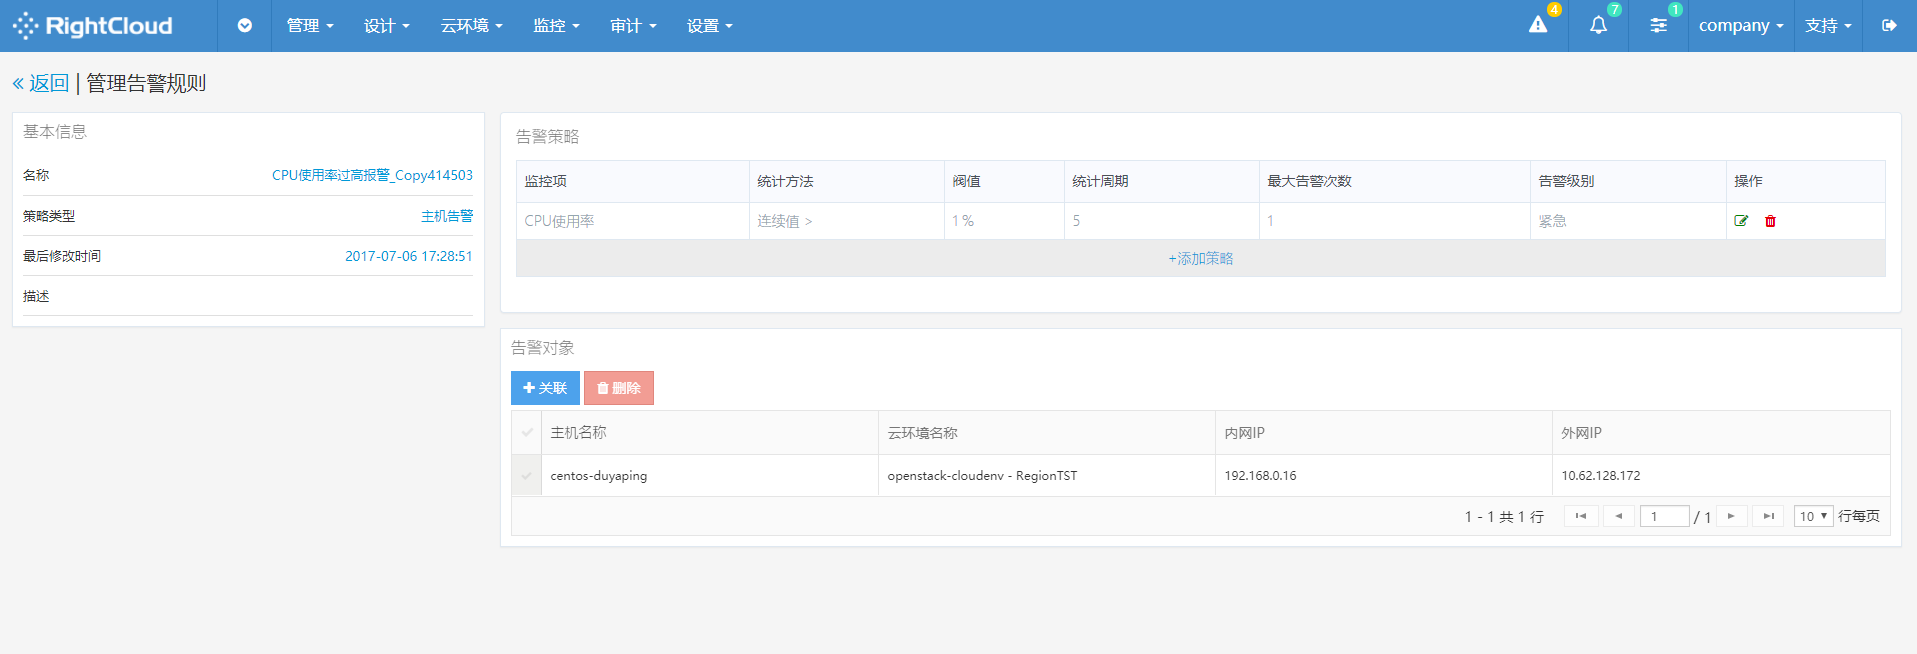 RightCloud 管理 设计 云环境 监控 审计 设置 4 7 1 company 支持
« 返回 | 管理告警规则
基本信息
名称 CPU使用率过高报警_Copy414503
策略类型 主机告警
最后修改时间 2017-07-06 17:28:51
描述
告警策略
监控项 统计方法 阀值 统计周期 最大告警次数 告警级别 操作
CPU使用率 连续值 > 1 % 5 1 紧急
+添加策略
告警对象
关联 删除
主机名称 云环境名称 内网IP 外网IP
centos-duyaping openstack-cloudenv - RegionTST 192.168.0.16 10.62.128.172
1 - 1 共 1 行 1 / 1 10 行每页